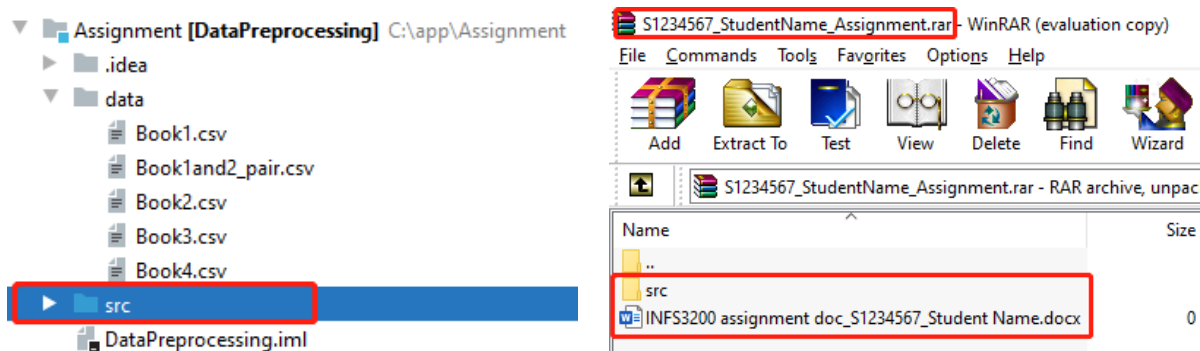 Assignment [DataPreprocessing] C:\app\Assignment
.idea
data
Book1.csv
Book1and2_pair.csv
Book2.csv
Book3.csv
Book4.csv
src
DataPreprocessing.iml
S1234567_StudentName_Assignment.rar - WinRAR (evaluation copy)
File Commands Tools Favorites Options Help
Add Extract To Test View Delete Find Wizard
S1234567_StudentName_Assignment.rar - RAR archive, unpac
Name Size
..
src
INFS3200 assignment doc_S1234567_Student Name.docx 0